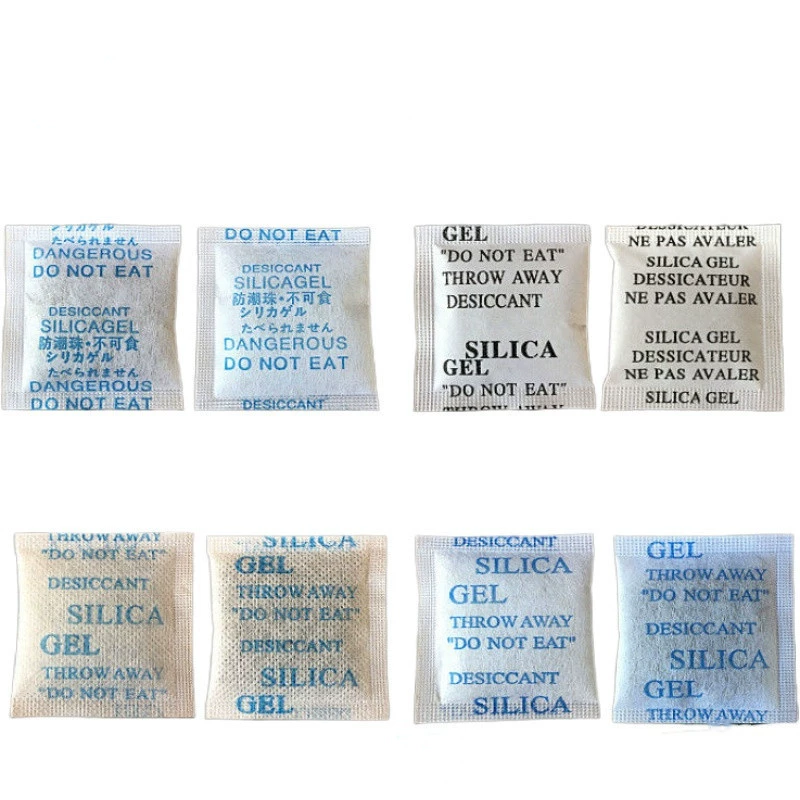 シリカゲル
たべられません
DANGEROUS
DO NOT EAT
DESICCANT
SILICAGEL
防潮珠·不可食
シリカゲル
たべられません
DANGEROUS
DO NOT EAT
DO NOT EAT
DESICCANT
SILICAGEL
防潮珠·不可食
シリカゲル
たべられません
DANGEROUS
DO NOT EAT
DESICCANT
GEL
"DO NOT EAT"
THROW AWAY
DESICCANT
SILICA
GEL
"DO NOT EAT"
THROW AWAY
DESSICATEUR
NE PAS AVALER
SILICA GEL
DESSICATEUR
NE PAS AVALER
SILICA GEL
DESSICATEUR
NE PAS AVALER
SILICA GEL
THROW AWAY
"DO NOT EAT"
DESICCANT
SILICA
GEL
THROW AWAY
"DO NOT EAT"
SILICA
GEL
THROW AWAY
"DO NOT EAT"
DESICCANT
SILICA
GEL
DESICCANT
SILICA
GEL
THROW AWAY
"DO NOT EAT"
DESICCANT
SILICA
GEL
THROW AWAY
"DO NOT EAT"
DESICCANT
SILICA
GEL
THROW AWAY